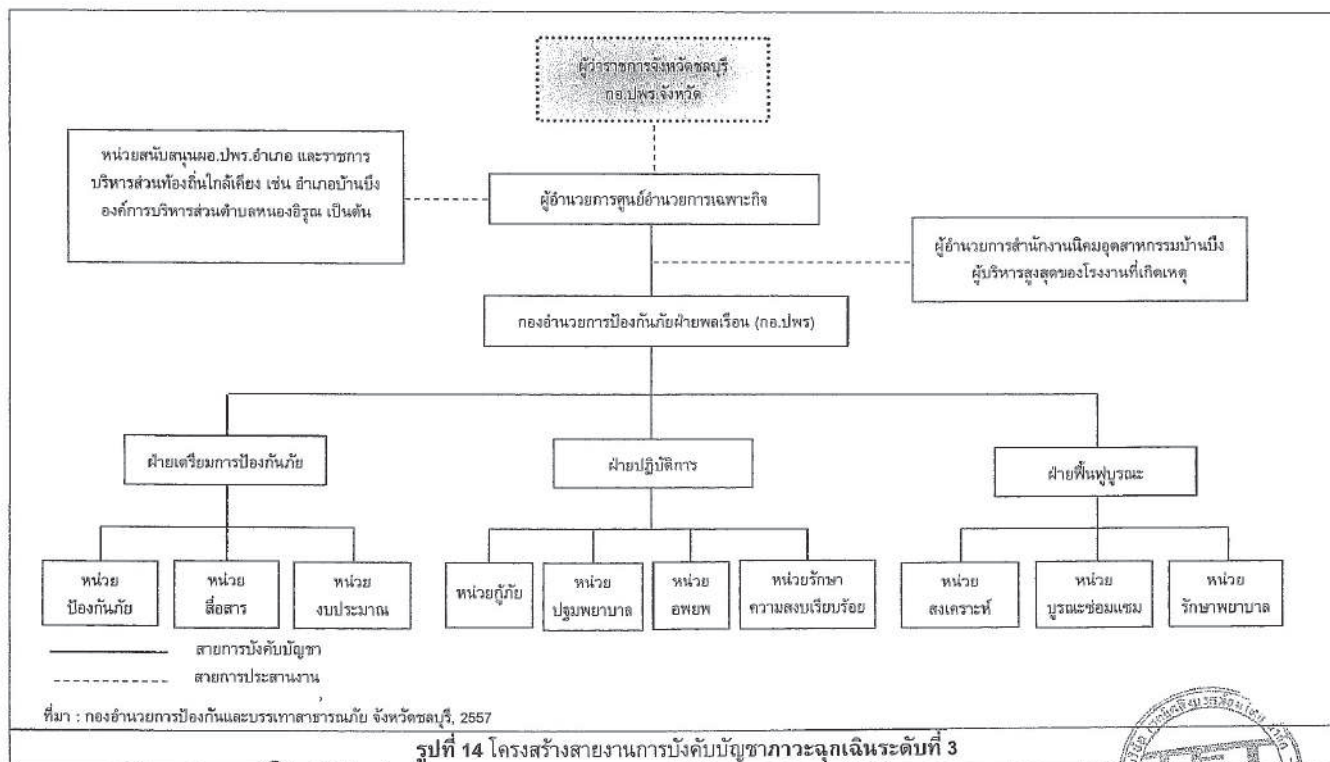 ผู้ว่าราชการจังหวัดชลบุรี
กอ.ปพร.จังหวัด
หน่วยสนับสนุนผอ.ปพร.อำเภอ และราชการ
บริหารส่วนท้องถิ่นใกล้เคียง เช่น อำเภอบ้านบึง
องค์การบริหารส่วนตำบลหนองอิรุณ เป็นต้น
ผู้อำนวยการศูนย์อำนวยการเฉพาะกิจ
ผู้อำนวยการสำนักงานนิคมอุตสาหกรรมบ้านบึง
ผู้บริหารสูงสุดของโรงงานที่เกิดเหตุ
กองอำนวยการป้องกันภัยฝ่ายพลเรือน (กอ.ปพร)
ฝ่ายเตรียมการป้องกันภัย
ฝ่ายปฏิบัติการ
ฝ่ายฟื้นฟูบูรณะ
หน่วย
ป้องกันภัย
หน่วย
สื่อสาร
หน่วย
งบประมาณ
หน่วยกู้ภัย
หน่วย
ปฐมพยาบาล
หน่วย
อพยพ
หน่วยรักษา
ความสงบเรียบร้อย
หน่วย
สงเคราะห์
หน่วย
บูรณะซ่อมแซม
หน่วย
รักษาพยาบาล
สายการบังคับบัญชา
สายการประสานงาน
ที่มา : กองอำนวยการป้องกันและบรรเทาสาธารณภัย จังหวัดชลบุรี, 2557
รูปที่ 14 โครงสร้างสายงานการบังคับบัญชาภาวะฉุกเฉินระดับที่ 3